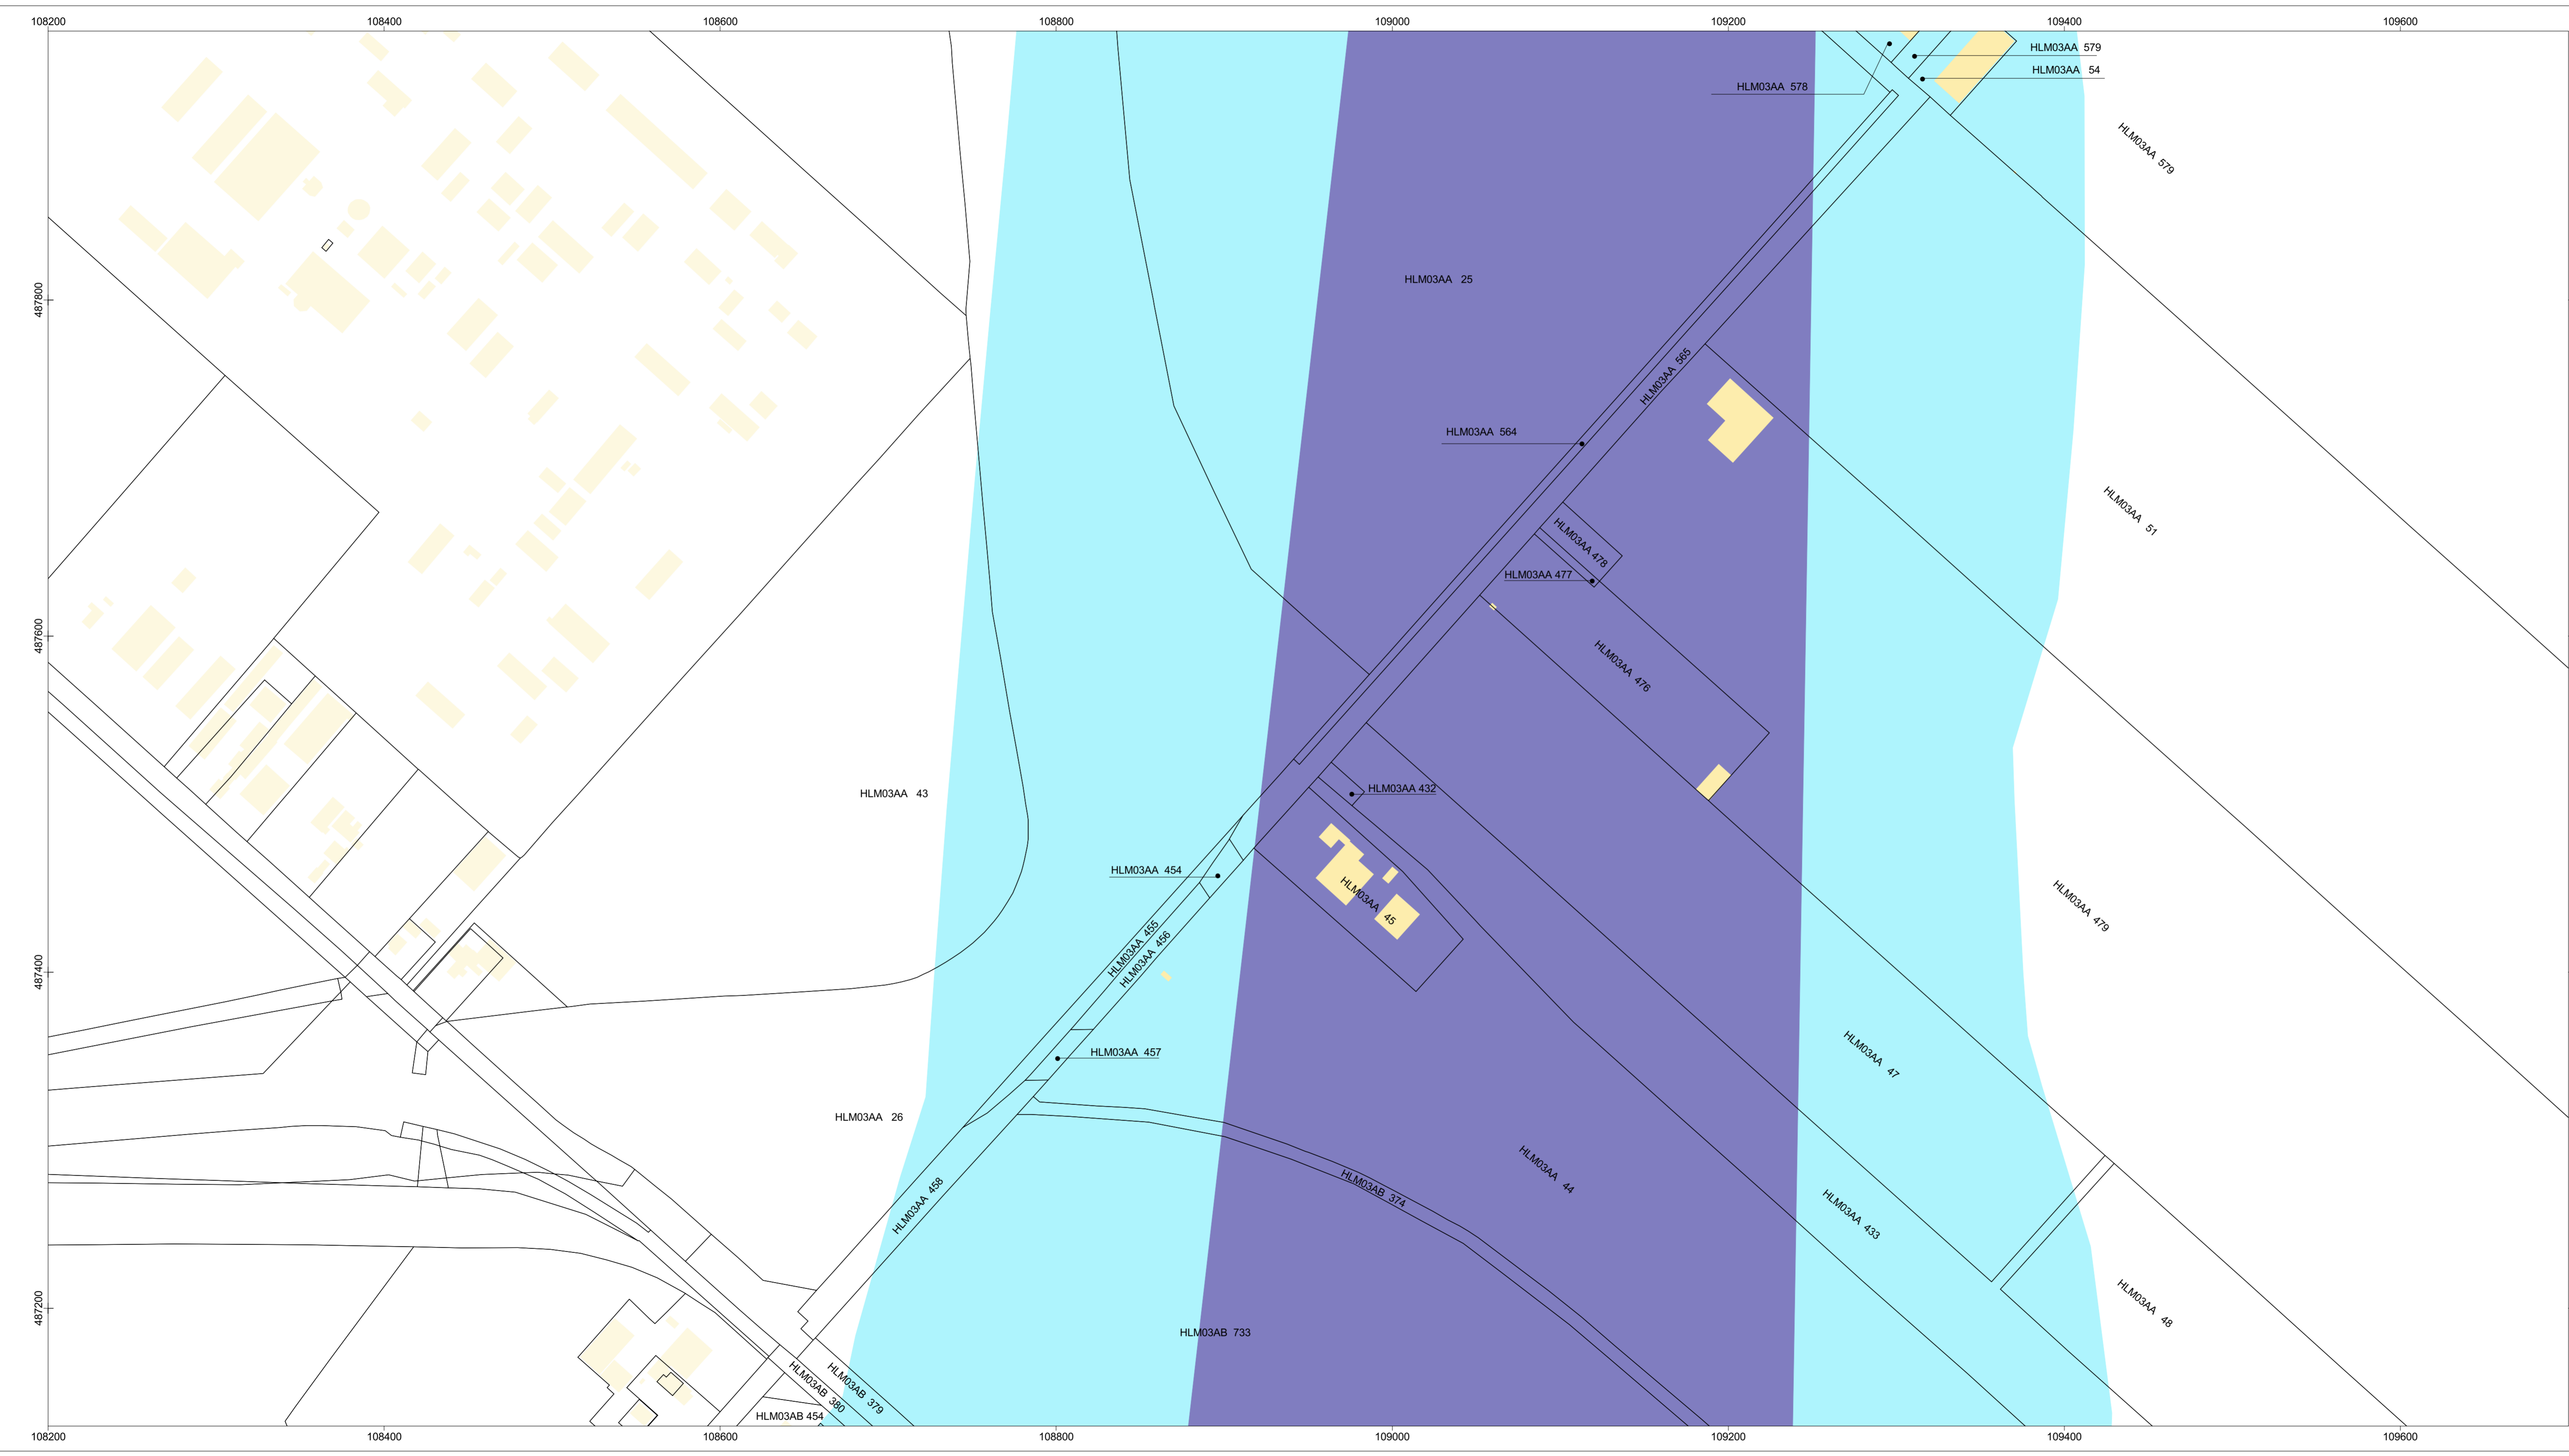 108200 108400 108600 108800 109000 109200 109400 109600
HLM03AA 579
HLM03AA 54
HLM03AA 578
HLM03AA 579
487800
HLM03AA 25
HLM03AA 565
HLM03AA 564
HLM03AA 51
HLM03AA 478
HLM03AA 477
487600
HLM03AA 476
HLM03AA 43
HLM03AA 432
HLM03AA 454
HLM03AA 45
HLM03AA 479
HLM03AA 455
HLM03AA 456
487400
HLM03AA 457
HLM03AA 47
HLM03AA 26
HLM03AA 44
HLM03AB 374
HLM03AA 458
HLM03AA 433
487200
HLM03AA 48
HLM03AB 733
HLM03AB 379
HLM03AB 380
HLM03AB 454
108200 108400 108600 108800 109000 109200 109400 109600